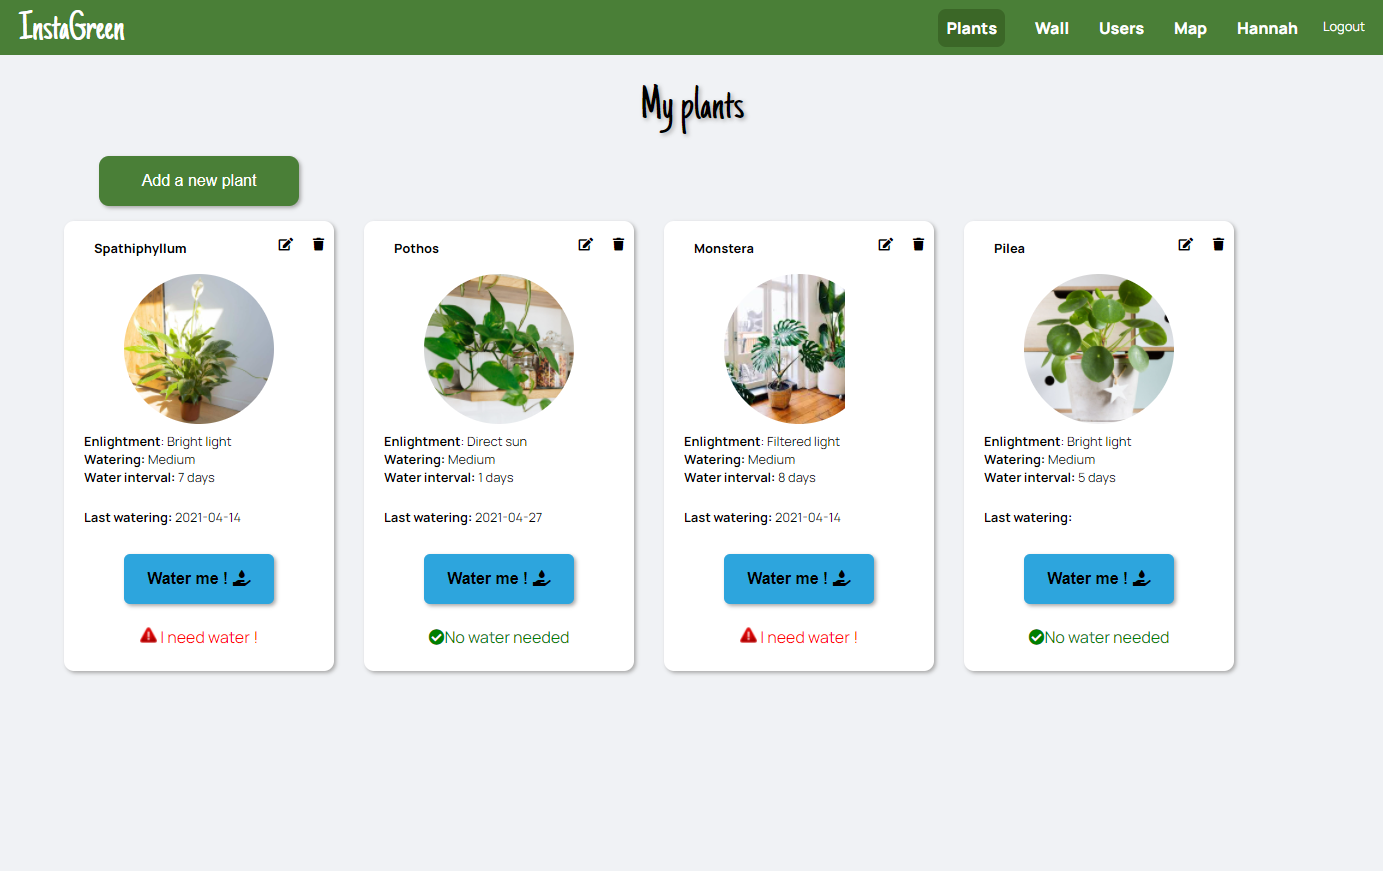 InstaGreen
Plants Wall Users Map Hannah Logout
My plants
Add a new plant
Spathiphyllum
Enlightment: Bright light
Watering: Medium
Water interval: 7 days
Last watering: 2021-04-14
Water me !
I need water !
Pothos
Enlightment: Direct sun
Watering: Medium
Water interval: 1 days
Last watering: 2021-04-27
Water me !
No water needed
Monstera
Enlightment: Filtered light
Watering: Medium
Water interval: 8 days
Last watering: 2021-04-14
Water me !
I need water !
Pilea
Enlightment: Bright light
Watering: Medium
Water interval: 5 days
Last watering:
Water me !
No water needed